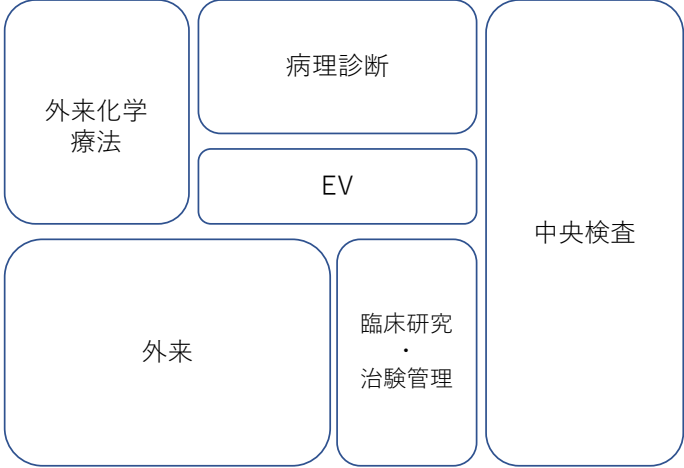 外来化学
療法
病理診断
EV
中央検査
外来
臨床研究
・
治験管理